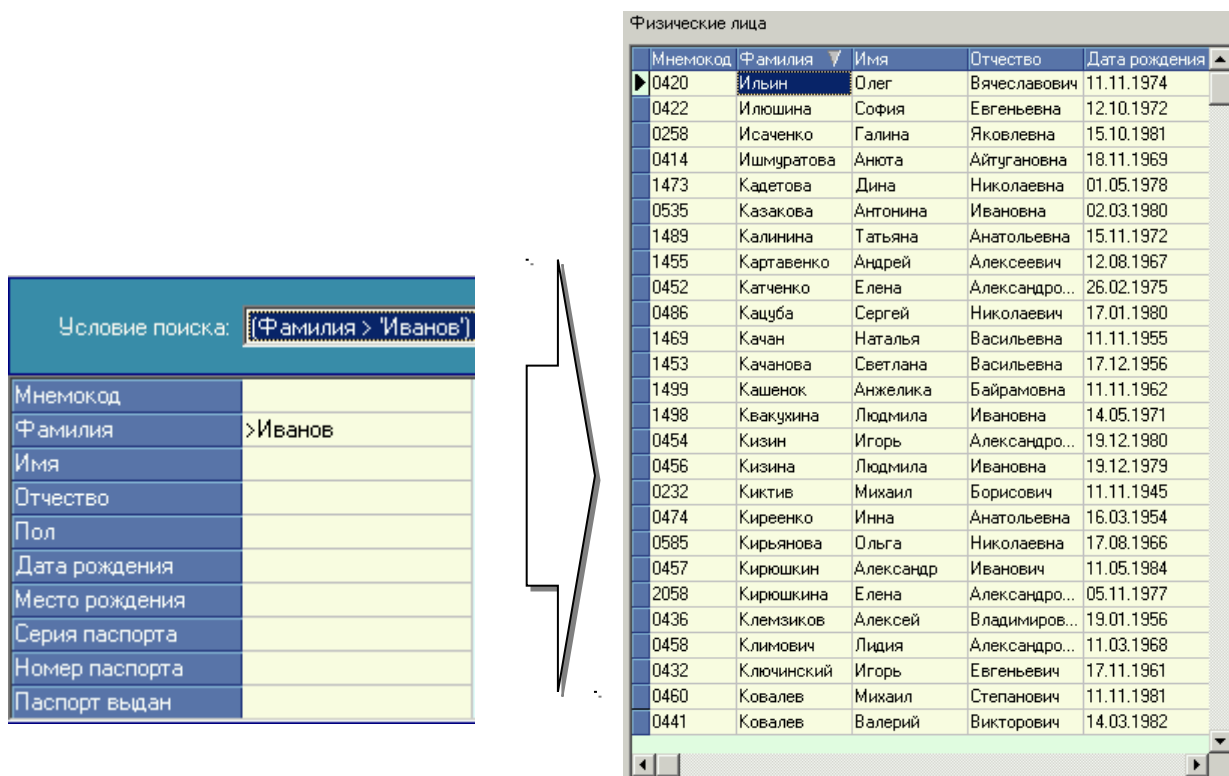 Условие поиска: (Фамилия > 'Иванов')
Мнемокод
Фамилия >Иванов
Имя
Отчество
Пол
Дата рождения
Место рождения
Серия паспорта
Номер паспорта
Паспорт выдан
Физические лица
Мнемокод Фамилия Имя Отчество Дата рождения
0420 Ильин Олег Вячеславович 11.11.1974
0422 Илюшина София Евгеньевна 12.10.1972
0258 Исаченко Галина Яковлевна 15.10.1981
0414 Ишмуратова Анюта Айтугановна 18.11.1969
1473 Кадетова Дина Николаевна 01.05.1978
0535 Казакова Антонина Ивановна 02.03.1980
1489 Калинина Татьяна Анатольевна 15.11.1972
1455 Картавенко Андрей Алексеевич 12.08.1967
0452 Катченко Елена Александро... 26.02.1975
0486 Кацуба Сергей Николаевич 17.01.1980
1469 Качан Наталья Васильевна 11.11.1955
1453 Качанова Светлана Васильевна 17.12.1956
1499 Кашенок Анжелика Байрамовна 11.11.1962
1498 Квакухина Людмила Ивановна 14.05.1971
0454 Кизин Игорь Александро... 19.12.1980
0456 Кизина Людмила Ивановна 19.12.1979
0232 Киктив Михаил Борисович 11.11.1945
0474 Киреенко Инна Анатольевна 16.03.1954
0585 Кирьянова Ольга Николаевна 17.08.1966
0457 Кирюшкин Александр Иванович 11.05.1984
2058 Кирюшкина Елена Александро... 05.11.1977
0436 Клемзиков Алексей Владимиров... 19.01.1956
0458 Климович Лидия Александро... 11.03.1968
0432 Ключинский Игорь Евгеньевич 17.11.1961
0460 Ковалев Михаил Степанович 11.11.1981
0441 Ковалев Валерий Викторович 14.03.1982